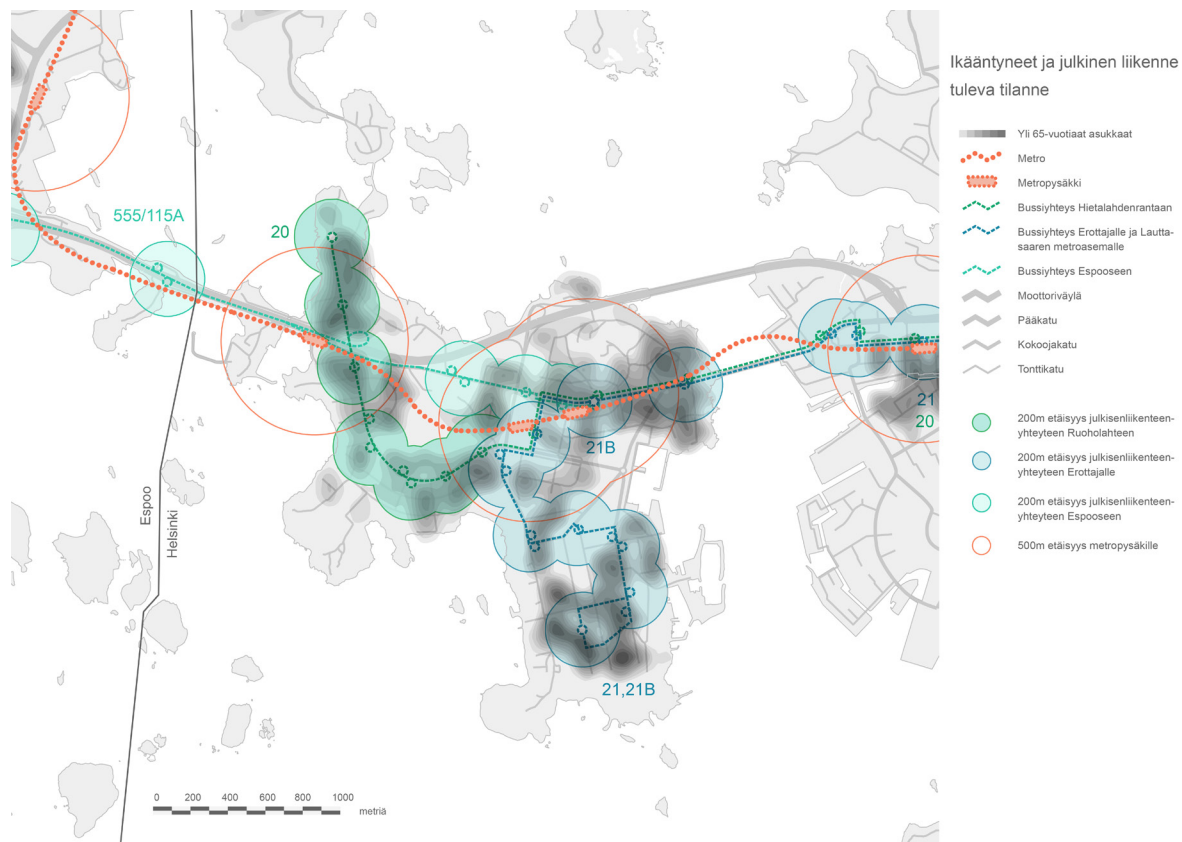 Ikääntyneet ja julkinen liikenne
tuleva tilanne
Yli 65-vuotiaat asukkaat
Metro
Metropysäkki
Bussiyhteys Hietalahdenrantaan
Bussiyhteys Erottajalle ja Lautta-
saaren metroasemalle
Bussiyhteys Espooseen
Moottoriväylä
Pääkatu
Kokoojakatu
Tonttikatu
200m etäisyys julkisenliikenteen-
yhteyteen Ruoholahteen
200m etäisyys julkisenliikenteen-
yhteyteen Erottajalle
200m etäisyys julkisenliikenteen-
yhteyteen Espooseen
500m etäisyys metropysäkille
555/115A
20
21B
21
20
21,21B
Espoo
Helsinki
0 200 400 600 800 1000
metriä